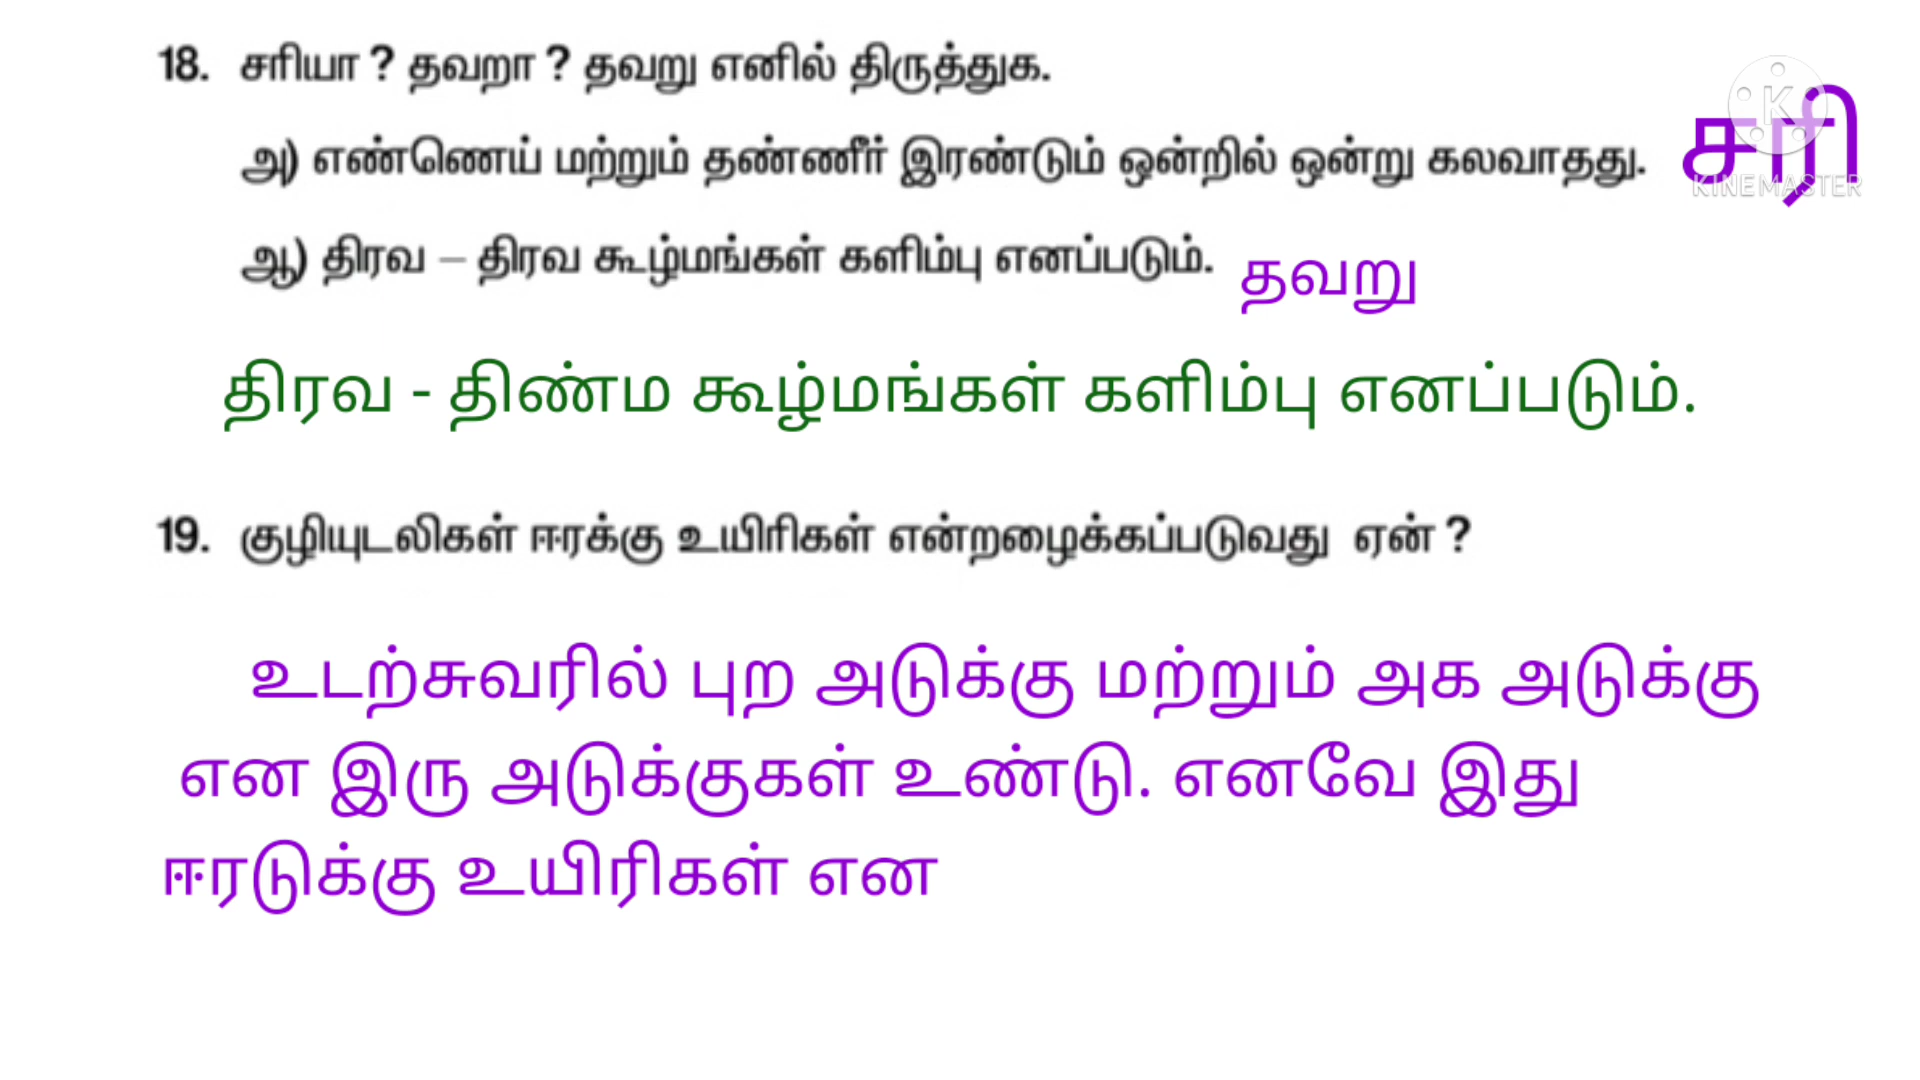 18. சரியா ? தவறா ? தவறு எனில் திருத்துக.
அ) எண்ணெய் மற்றும் தண்ணீர் இரண்டும் ஒன்றில் ஒன்று கலவாதது. சரி
KINEMASTER
ஆ) திரவ – திரவ கூழ்மங்கள் களிம்பு எனப்படும். தவறு
திரவ - திண்ம கூழ்மங்கள் களிம்பு எனப்படும்.
19. குழியுடலிகள் ஈரக்கு உயிரிகள் என்றழைக்கப்படுவது ஏன் ?
உடற்சுவரில் புற அடுக்கு மற்றும் அக அடுக்கு
என இரு அடுக்குகள் உண்டு. எனவே இது
ஈரடுக்கு உயிரிகள் என